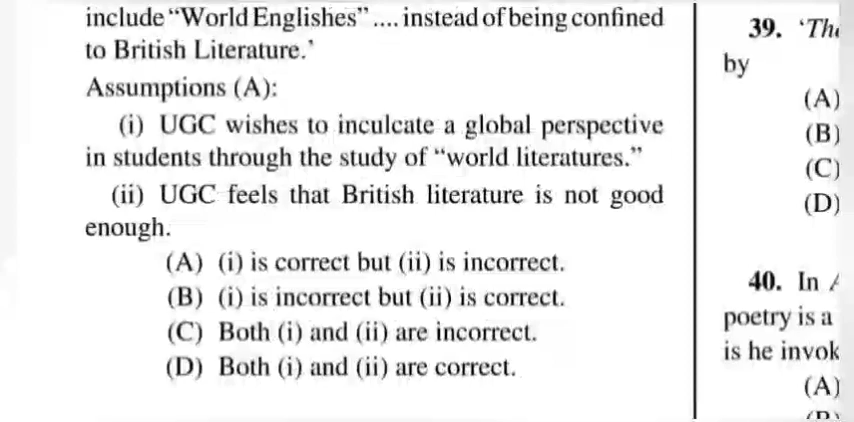 include “World Englishes” .... instead of being confined
to British Literature.’
Assumptions (A):
(i) UGC wishes to inculcate a global perspective
in students through the study of “world literatures.”
(ii) UGC feels that British literature is not good
enough.
(A) (i) is correct but (ii) is incorrect.
(B) (i) is incorrect but (ii) is correct.
(C) Both (i) and (ii) are incorrect.
(D) Both (i) and (ii) are correct.
39. ‘The
by
(A)
(B)
(C)
(D)
40. In
poetry is a
is he invok
(A)